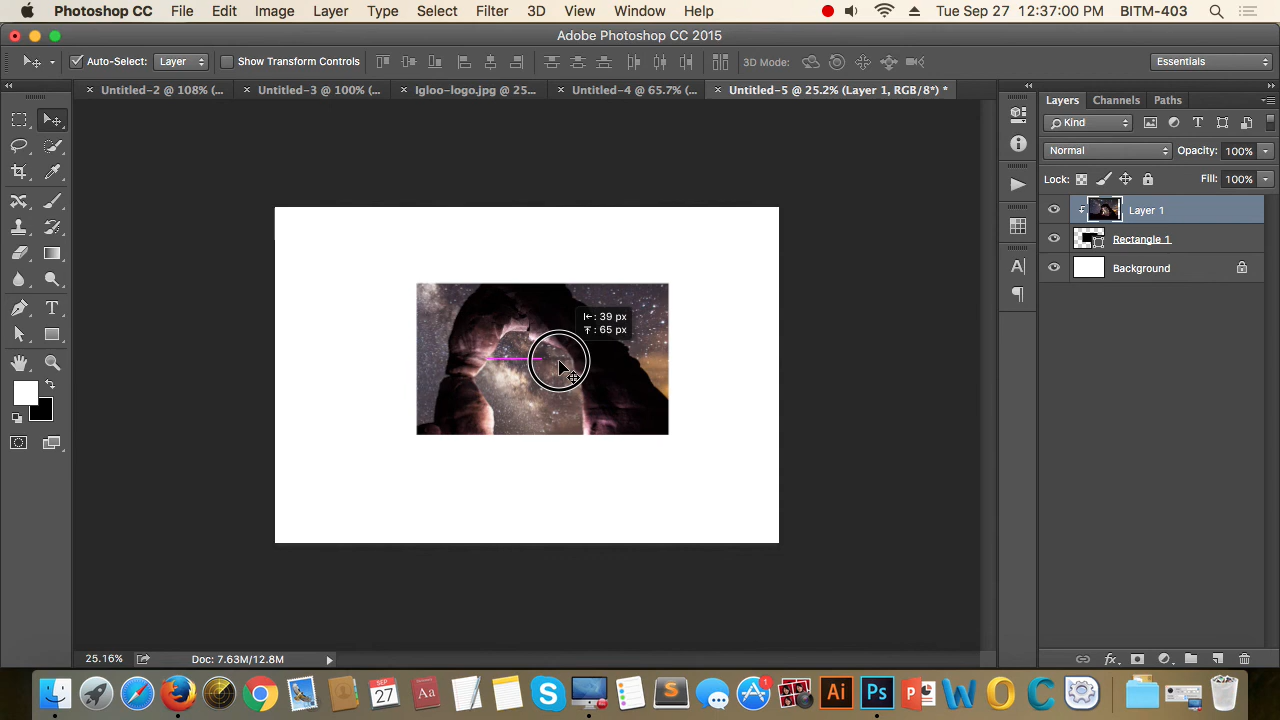 Photoshop CC File Edit Image Layer Type Select Filter 3D View Window Help Tue Sep 27 12:37:00 PM BITM-403
Adobe Photoshop CC 2015
Auto-Select: Layer Show Transform Controls 3D Mode: Essentials
Untitled-2 @ 108% (... Untitled-3 @ 100% (... Igloo-logo.jpg @ 25... Untitled-4 @ 65.7% (... Untitled-5 @ 25.2% (Layer 1, RGB/8*) *
Layers Channels Paths
Kind
Normal Opacity: 100%
Lock: Fill: 100%
Layer 1
Rectangle 1
Background
: 39 px
: 65 px
25.16% Doc: 7.63M/12.8M
SEP
27
Aa
S
S
1
Ai
Ps
P
W
O
C